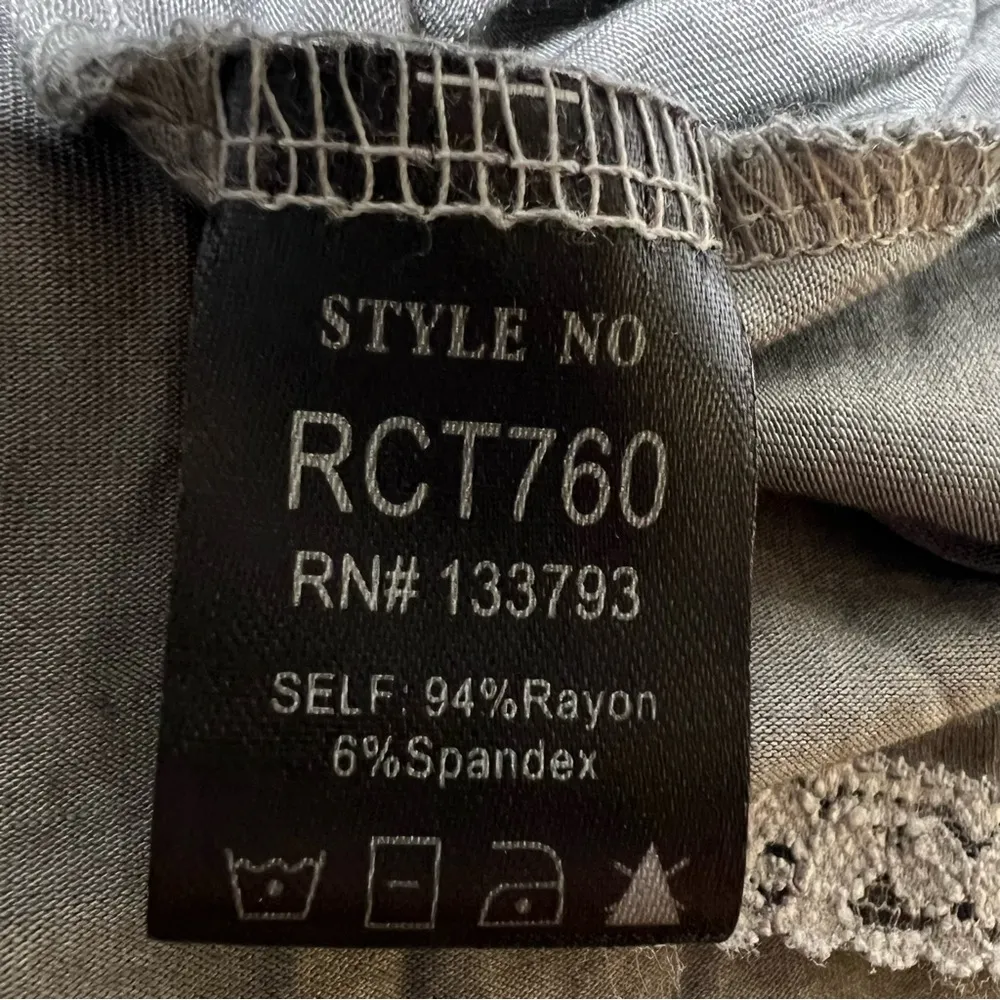 STYLE NO
RCT760
RN# 133793
SELF: 94%Rayon
6%Spandex